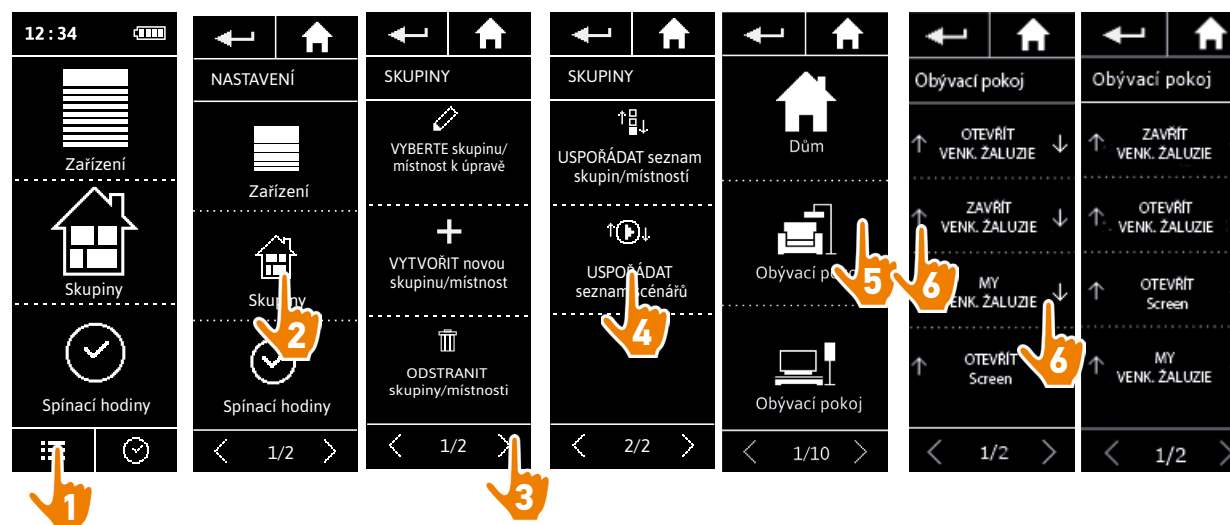 12:34
Zařízení
Skupiny
Spínací hodiny
1
NASTAVENÍ
Zařízení
Skupiny
2
Spínací hodiny
1/2
SKUPINY
VYBERTE skupinu/
místnost k úpravě
VYTVOŘIT novou
skupinu/místnost
ODSTRANIT
skupiny/místnosti
1/2
3
SKUPINY
USPOŘÁDAT seznam
skupin/místností
USPOŘÁDAT
seznam scénářů
4
2/2
Dům
Obývací pokoj
5
Obývací pokoj
1/10
Obývací pokoj
OTEVŘÍT
VENK. ŽALUZIE
ZAVŘÍT
VENK. ŽALUZIE
6
MY
VENK. ŽALUZIE
6
OTEVŘÍT
Screen
1/2
Obývací pokoj
ZAVŘÍT
VENK. ŽALUZIE
OTEVŘÍT
VENK. ŽALUZIE
OTEVŘÍT
Screen
MY
VENK. ŽALUZIE
1/2